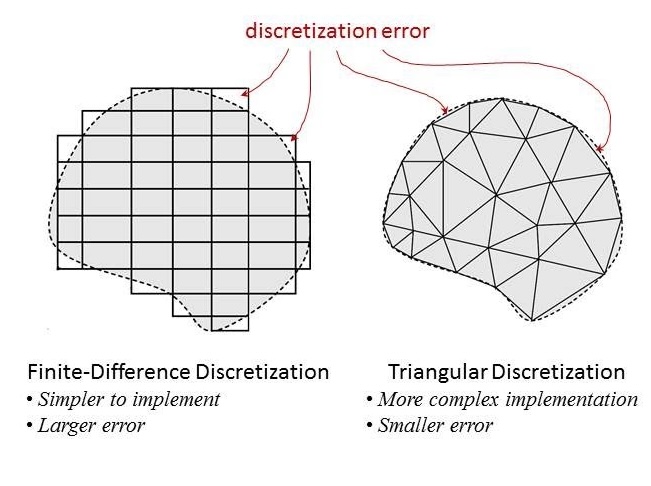 discretization error
Finite-Difference Discretization
• Simpler to implement
• Larger error
Triangular Discretization
• More complex implementation
• Smaller error